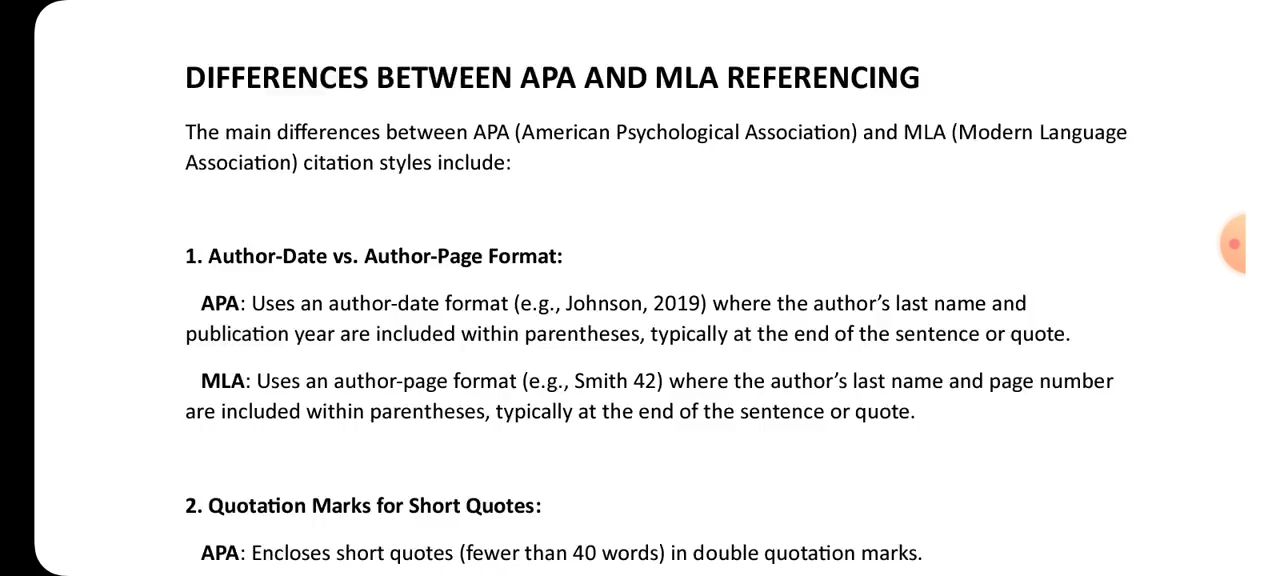 DIFFERENCES BETWEEN APA AND MLA REFERENCING
The main differences between APA (American Psychological Association) and MLA (Modern Language
Association) citation styles include:
1. Author-Date vs. Author-Page Format:
APA: Uses an author-date format (e.g., Johnson, 2019) where the author’s last name and
publication year are included within parentheses, typically at the end of the sentence or quote.
MLA: Uses an author-page format (e.g., Smith 42) where the author’s last name and page number
are included within parentheses, typically at the end of the sentence or quote.
2. Quotation Marks for Short Quotes:
APA: Encloses short quotes (fewer than 40 words) in double quotation marks.